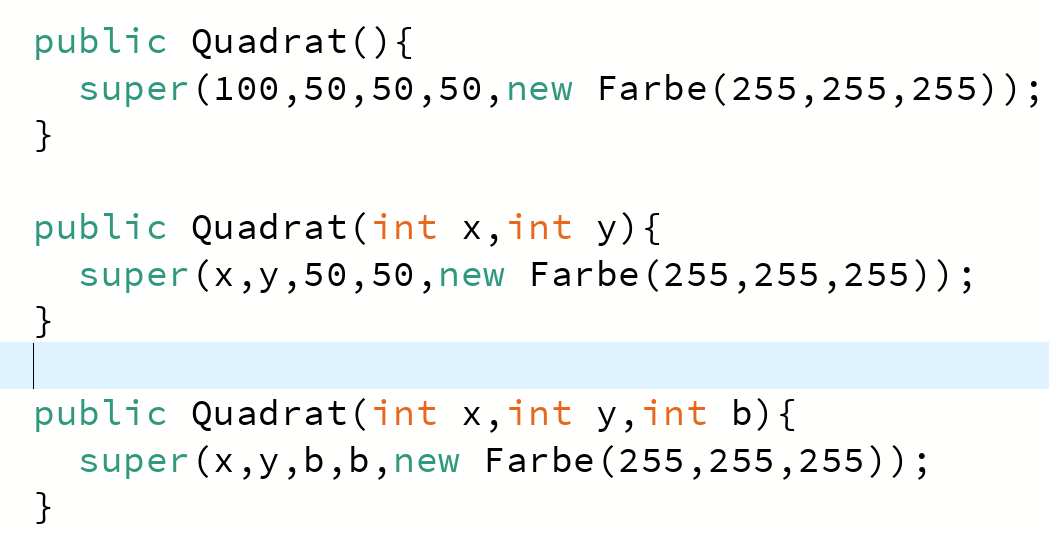 public Quadrat(){
  super(100,50,50,50,new Farbe(255,255,255));
}
public Quadrat(int x,int y){
  super(x,y,50,50,new Farbe(255,255,255));
}
public Quadrat(int x,int y,int b){
  super(x,y,b,b,new Farbe(255,255,255));
}